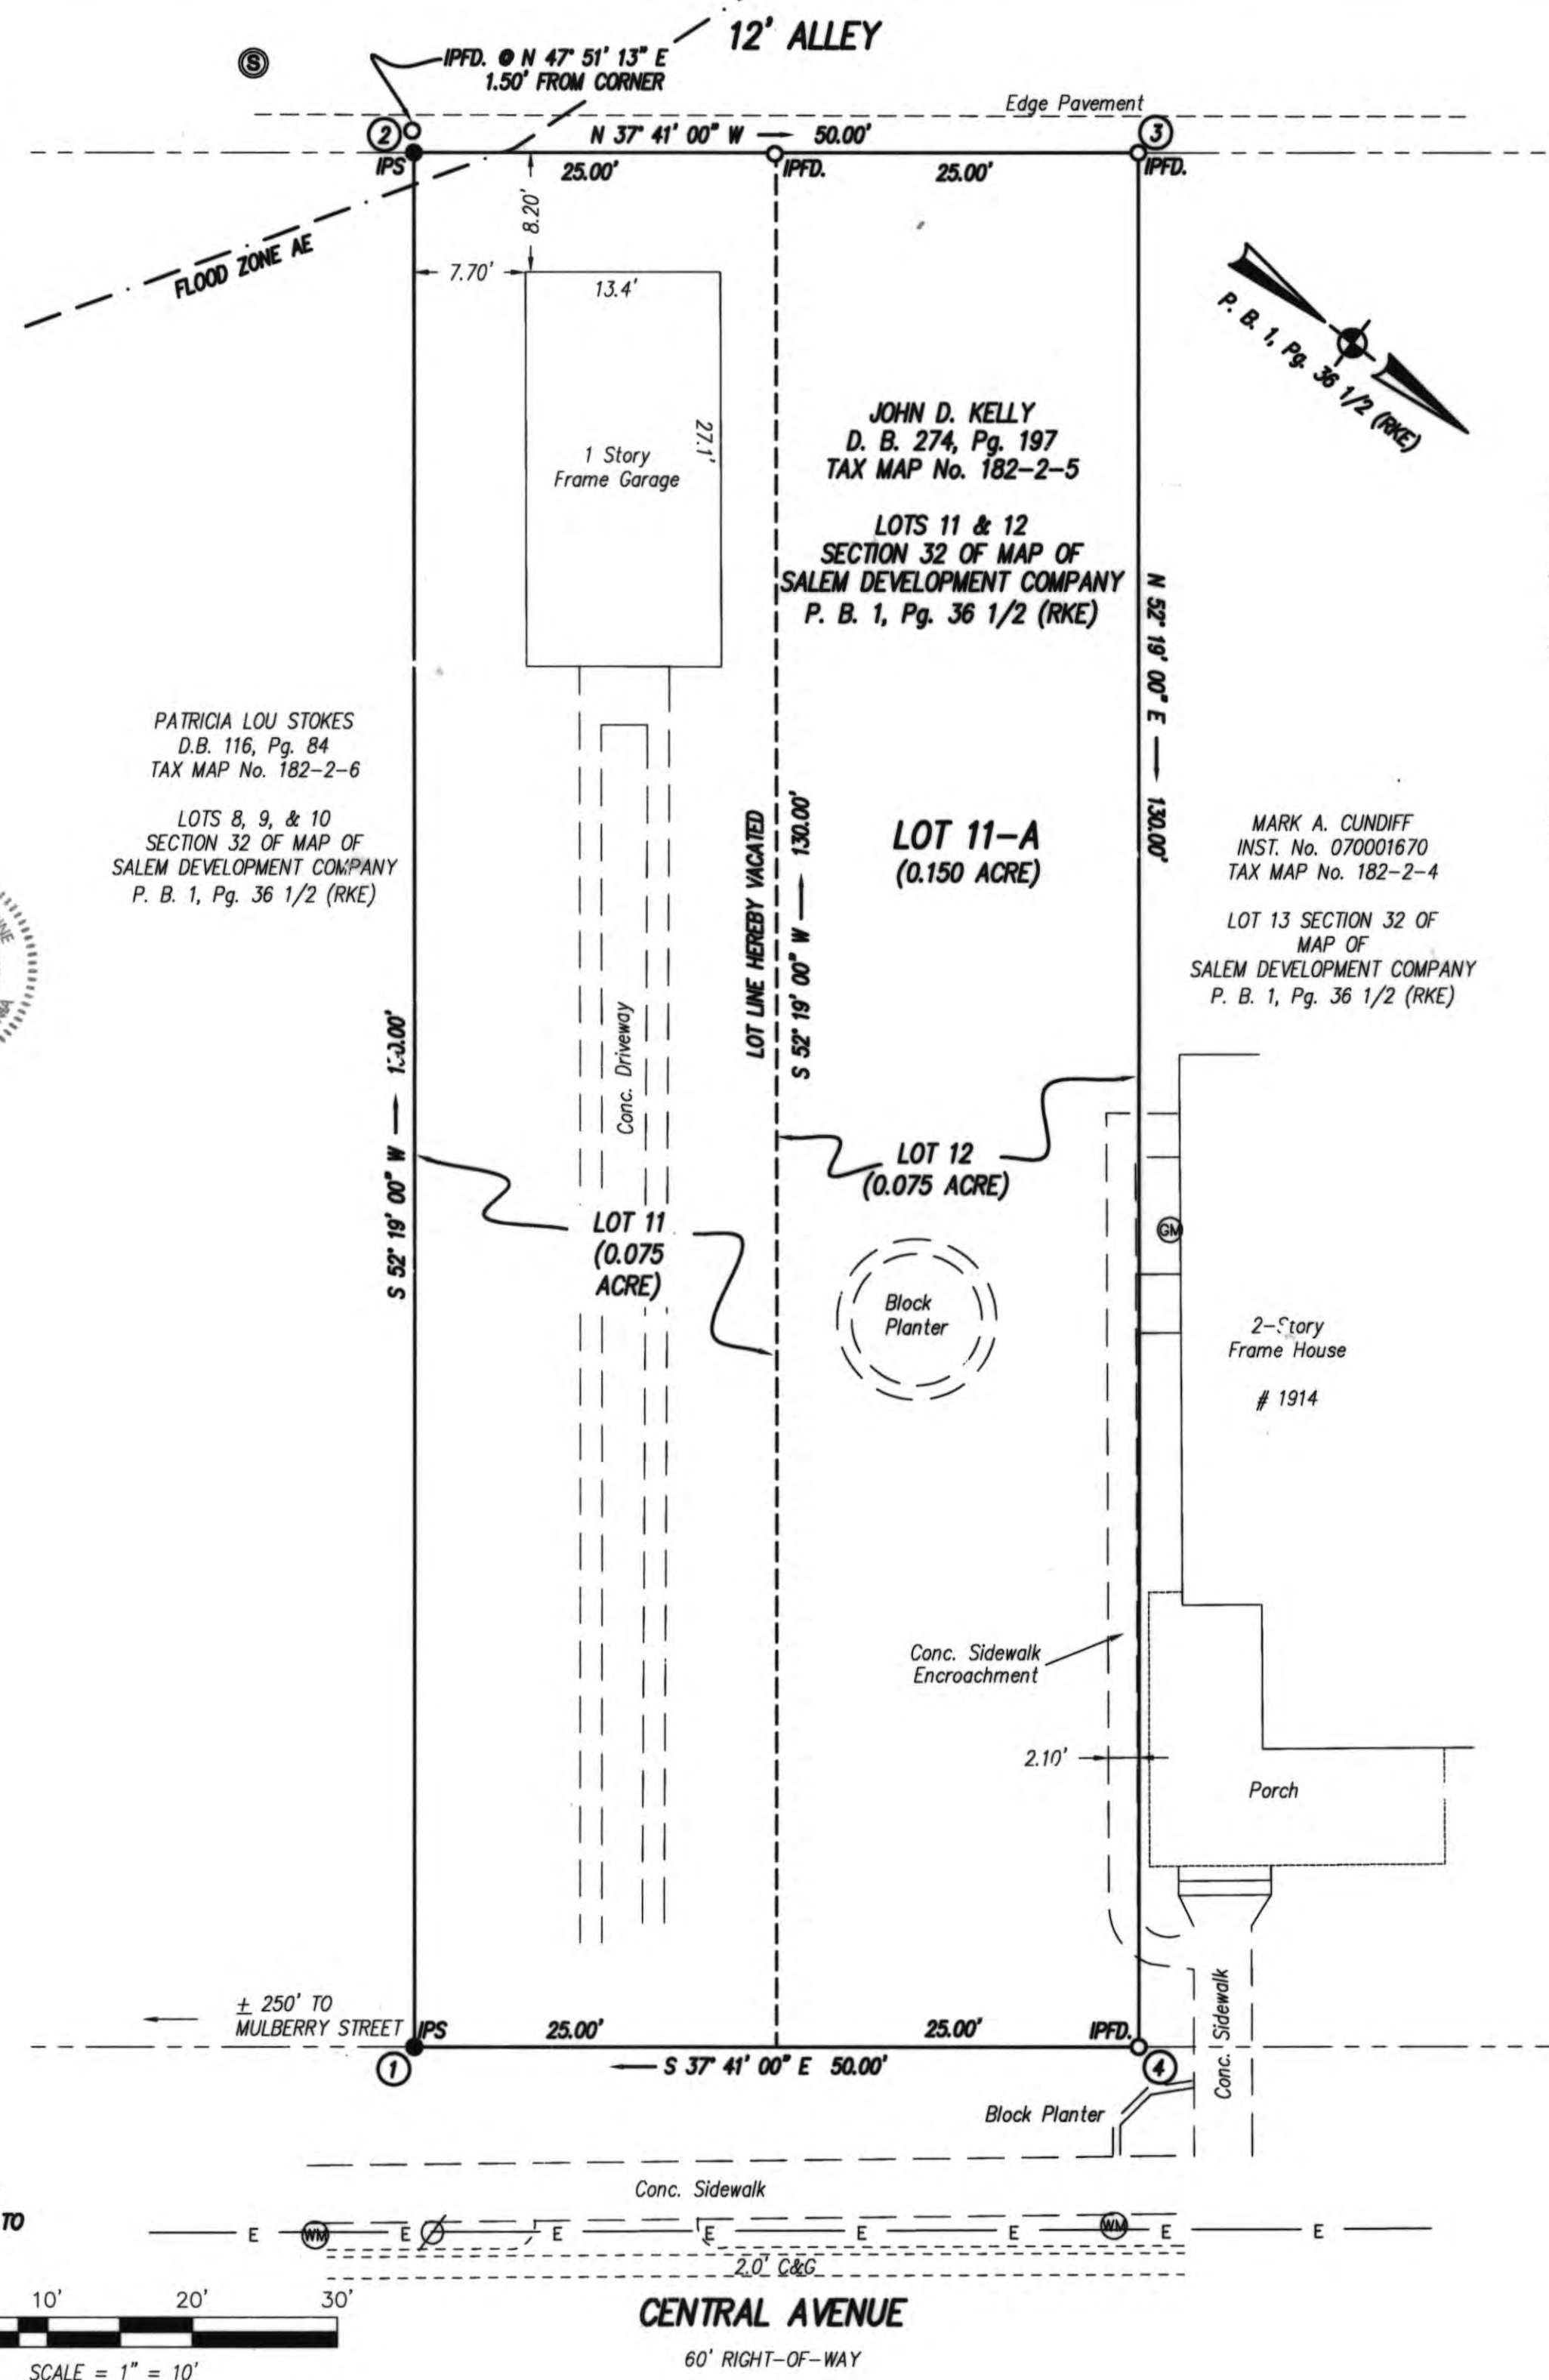 12' ALLEY
S
IPFD. @ N 47° 51' 13" E
1.50' FROM CORNER
Edge Pavement
2
N 37° 41' 00" W 50.00'
3
IPS
25.00'
IPFD.
25.00'
IPFD.
8.20'
FLOOD ZONE AE
7.70'
13.4'
27.1'
1 Story
Frame Garage
P. B. 1, Pg. 36 1/2 (RKE)
JOHN D. KELLY
D. B. 274, Pg. 197
TAX MAP No. 182-2-5
LOTS 11 & 12
SECTION 32 OF MAP OF
SALEM DEVELOPMENT COMPANY
P. B. 1, Pg. 36 1/2 (RKE)
N 52° 19' 00" E 130.00'
PATRICIA LOU STOKES
D.B. 116, Pg. 84
TAX MAP No. 182-2-6
LOTS 8, 9, & 10
SECTION 32 OF MAP OF
SALEM DEVELOPMENT COMPANY
P. B. 1, Pg. 36 1/2 (RKE)
LOT LINE HEREBY VACATED
S 52° 19' 00" W 130.00'
LOT 11-A
(0.150 ACRE)
MARK A. CUNDIFF
INST. No. 070001670
TAX MAP No. 182-2-4
LOT 13 SECTION 32 OF
MAP OF
SALEM DEVELOPMENT COMPANY
P. B. 1, Pg. 36 1/2 (RKE)
S 52° 19' 00" W 130.00'
Conc. Driveway
LOT 12
(0.075 ACRE)
LOT 11
(0.075
ACRE)
GM
Block
Planter
2-Story
Frame House
# 1914
Conc. Sidewalk
Encroachment
2.10'
Porch
± 250' TO
MULBERRY STREET
IPS
25.00'
25.00'
IPFD.
1
S 37° 41' 00" E 50.00'
4
Conc. Sidewalk
Block Planter
Conc. Sidewalk
TO
E WM E E E E E WM E E
2.0' C&G
10' 20' 30'
CENTRAL AVENUE
60' RIGHT-OF-WAY
SCALE = 1" = 10'